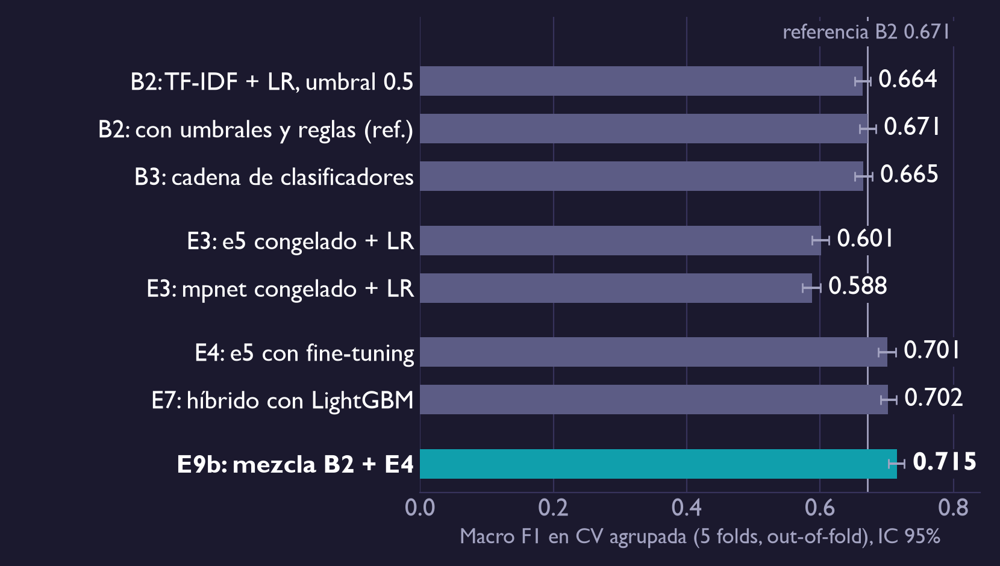 referencia B2 0.671
B2: TF-IDF + LR, umbral 0.5 0.664
B2: con umbrales y reglas (ref.) 0.671
B3: cadena de clasificadores 0.665
E3: e5 congelado + LR 0.601
E3: mpnet congelado + LR 0.588
E4: e5 con fine-tuning 0.701
E7: híbrido con LightGBM 0.702
E9b: mezcla B2 + E4 0.715
0.0 0.2 0.4 0.6 0.8
Macro F1 en CV agrupada (5 folds, out-of-fold), IC 95%